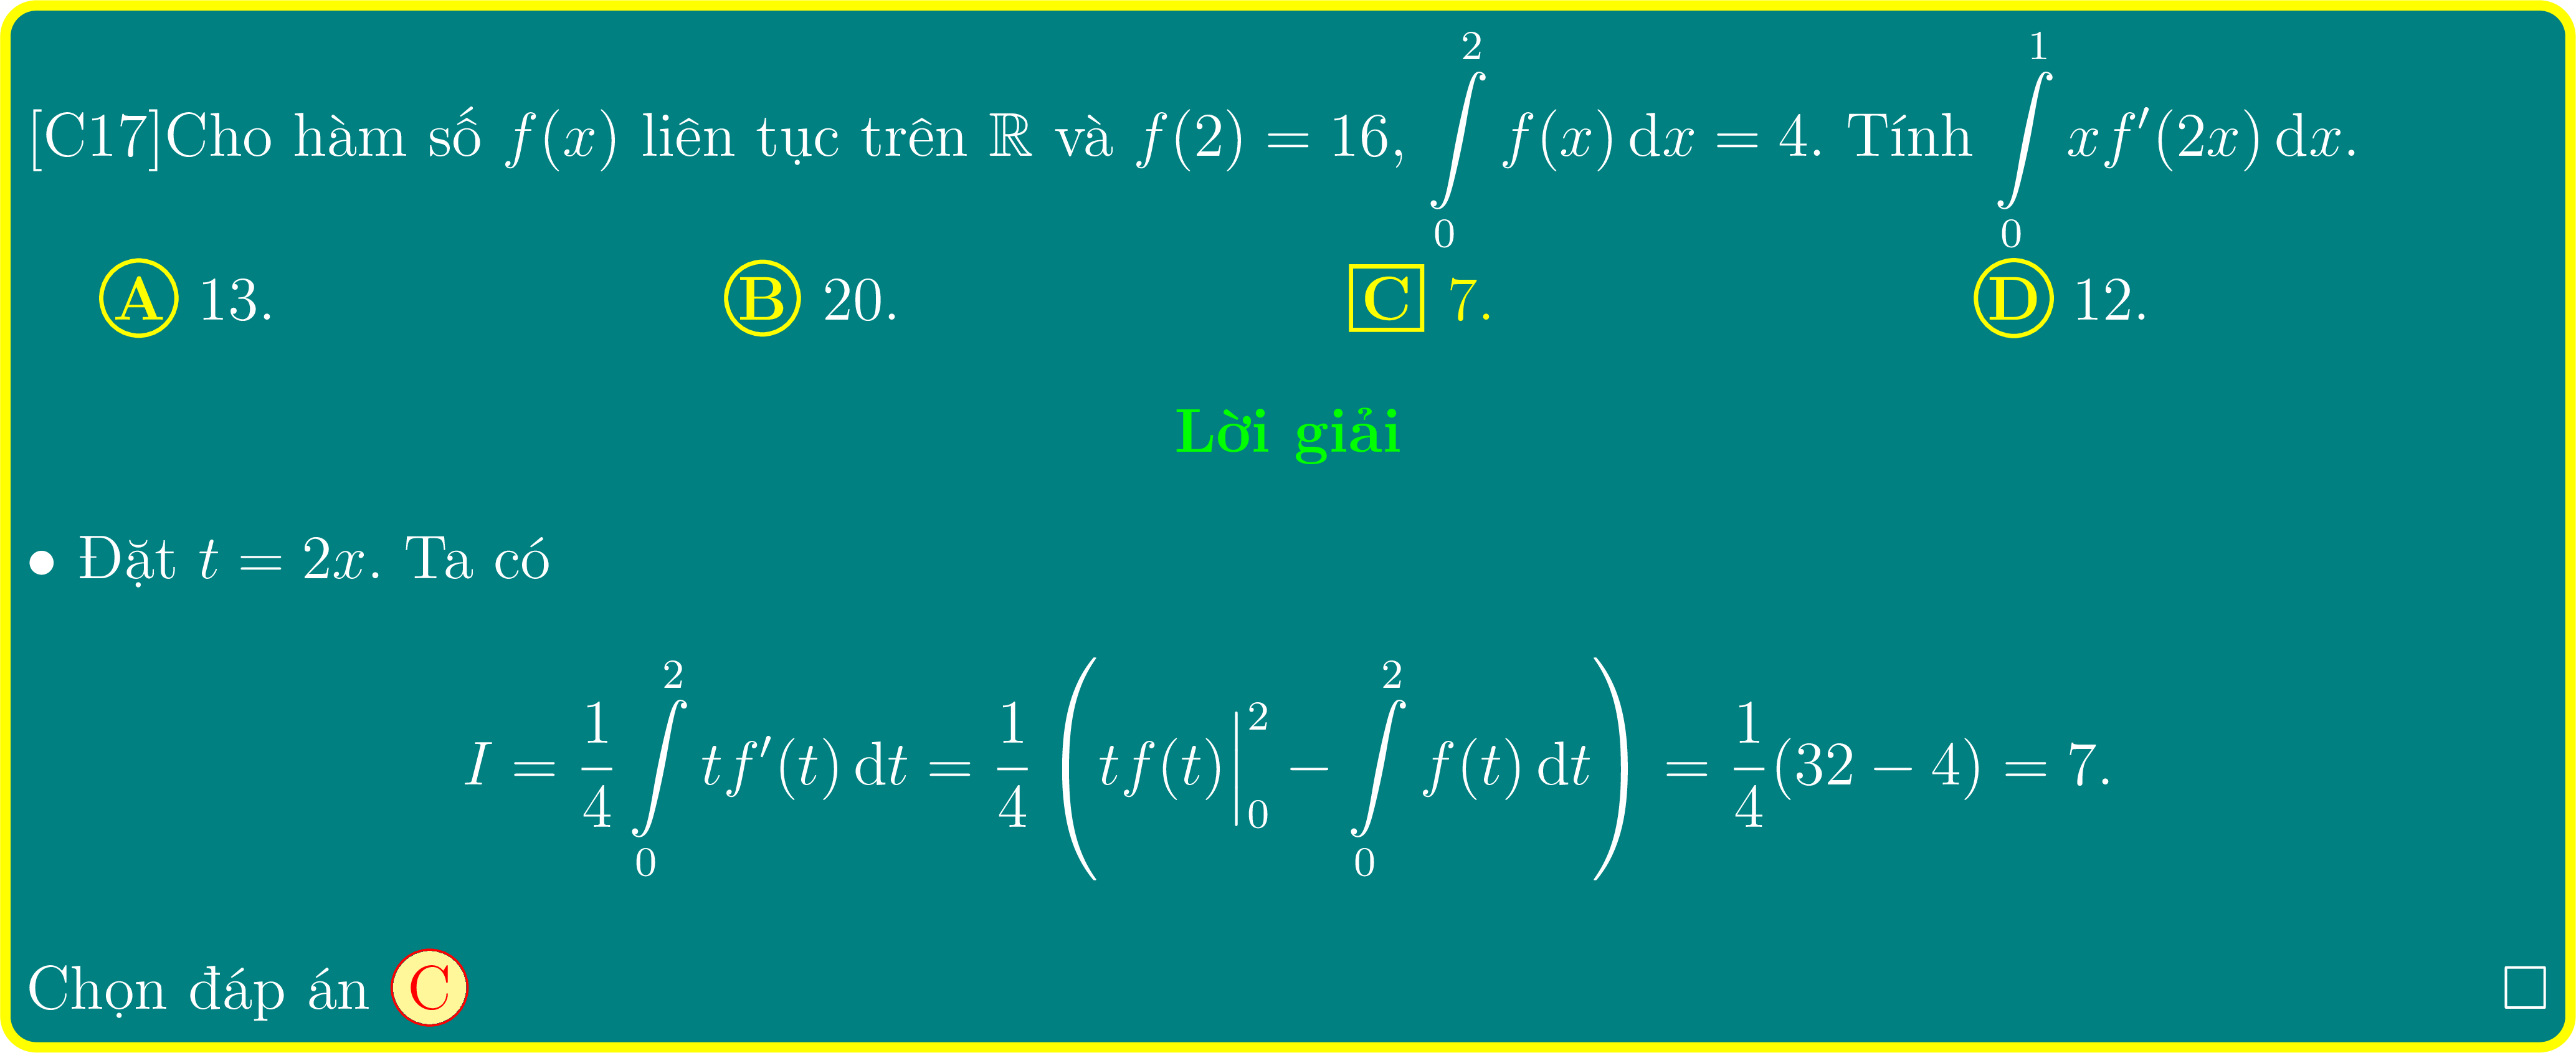 [C17]Cho hàm số $f(x)$ liên tục trên $\mathbb{R}$ và $f(2) = 16$, $\int\limits_0^2 f(x)\,\mathrm{d}x = 4$. Tính $\int\limits_0^1 xf'(2x)\,\mathrm{d}x$.
A 13. B 20. C 7. D 12.
Lời giải
• Đặt $t = 2x$. Ta có
$I = \frac{1}{4}\int\limits_0^2 tf'(t)\,\mathrm{d}t = \frac{1}{4}\left(tf(t)\Big|_0^2 - \int\limits_0^2 f(t)\,\mathrm{d}t\right) = \frac{1}{4}(32 - 4) = 7.$
Chọn đáp án C □